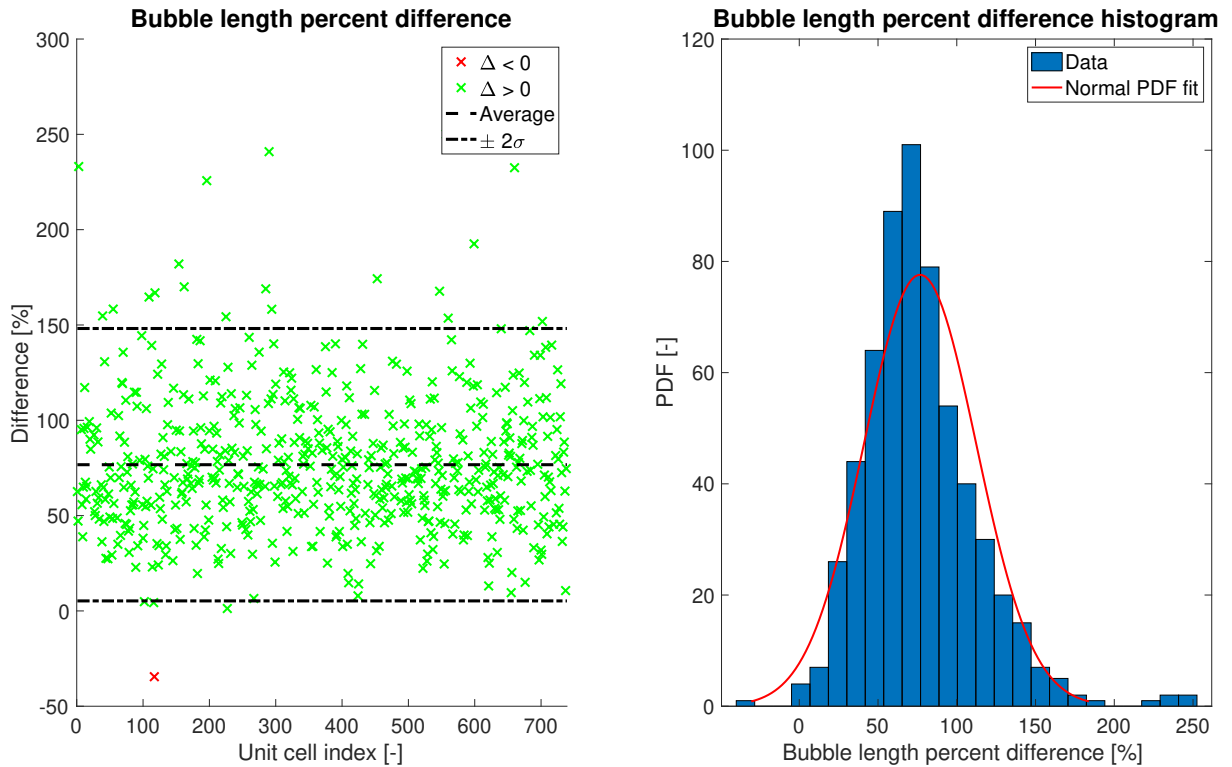 Bubble length percent difference
300
250
200
150
100
50
0
-50
Difference [%]
0 100 200 300 400 500 600 700
Unit cell index [-]
Δ < 0
Δ > 0
Average
± 2σ
Bubble length percent difference histogram
120
100
80
60
40
20
0
PDF [-]
0 50 100 150 200 250
Bubble length percent difference [%]
Data
Normal PDF fit